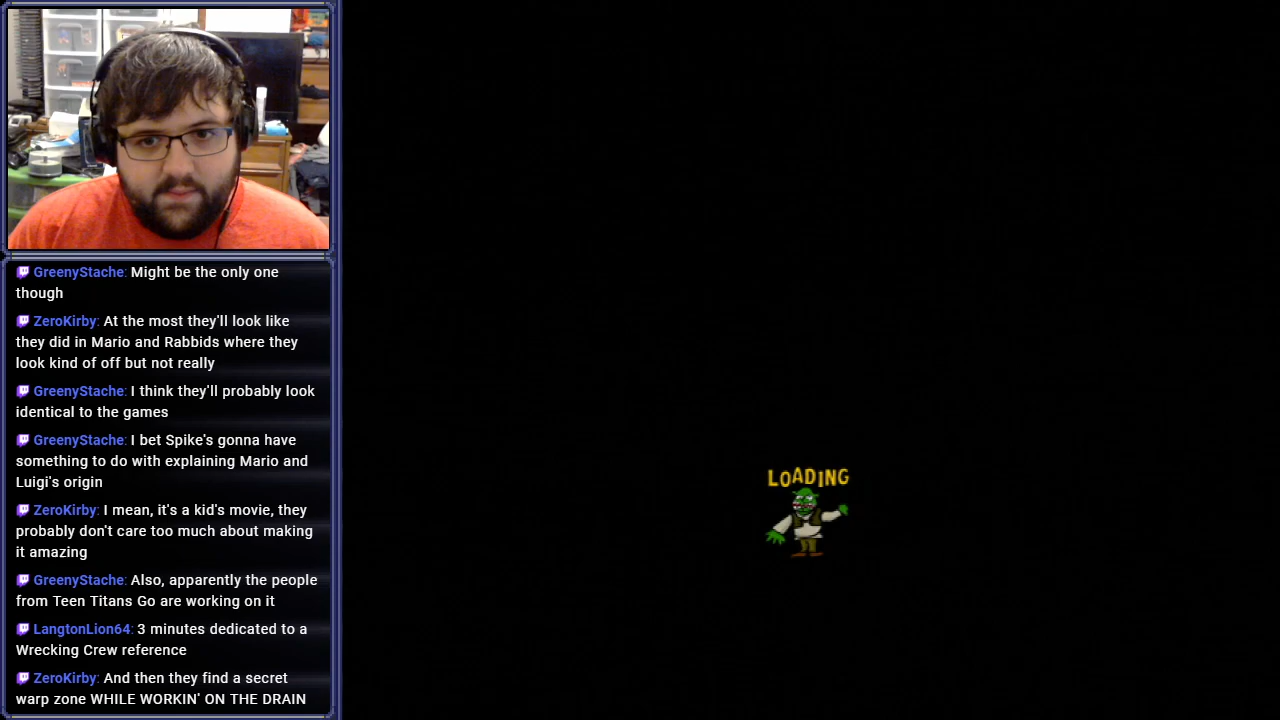 GreenyStache: Might be the only one
though
ZeroKirby: At the most they'll look like
they did in Mario and Rabbids where they
look kind of off but not really
GreenyStache: I think they'll probably look
identical to the games
GreenyStache: I bet Spike's gonna have
something to do with explaining Mario and
Luigi's origin
ZeroKirby: I mean, it's a kid's movie, they
probably don't care too much about making
it amazing
GreenyStache: Also, apparently the people
from Teen Titans Go are working on it
LangtonLion64: 3 minutes dedicated to a
Wrecking Crew reference
ZeroKirby: And then they find a secret
warp zone WHILE WORKIN' ON THE DRAIN
LOADING